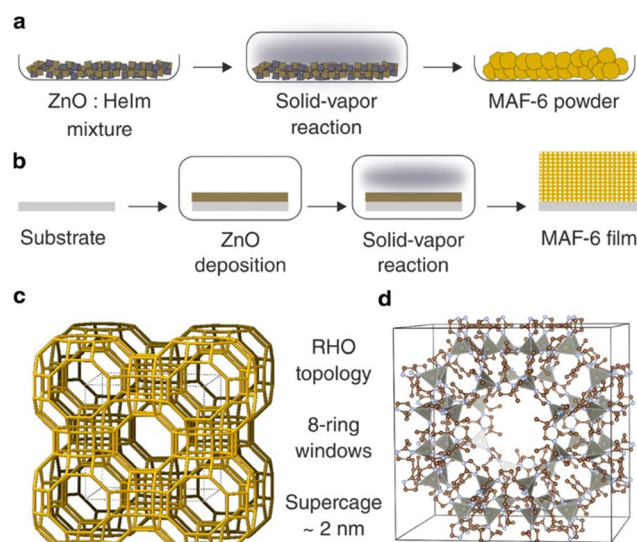 a
ZnO : HeIm
mixture
Solid-vapor
reaction
MAF-6 powder
b
Substrate
ZnO
deposition
Solid-vapor
reaction
MAF-6 film
c
d
RHO
topology
8-ring
windows
Supercage
~ 2 nm